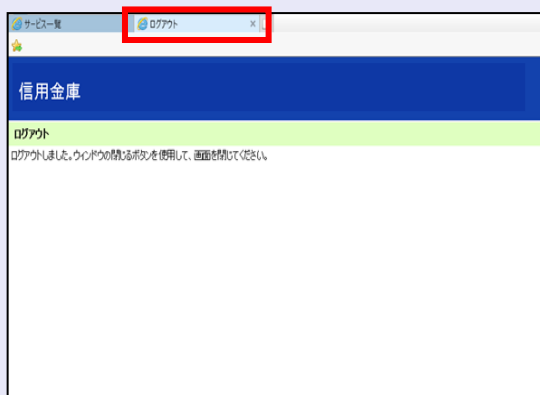 サービス一覧
ログアウト
信用金庫
ログアウト
ログアウトしました。ウィンドウの閉じるボタンを使用して、画面を閉じてください。